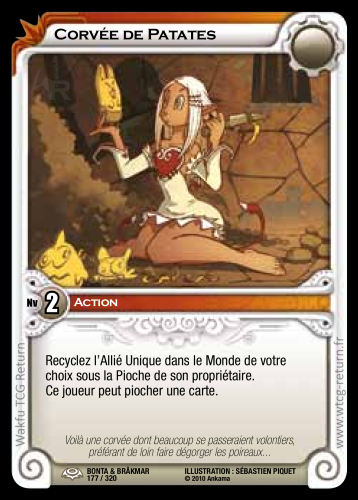 CORVÉE DE PATATES
Nv 2 ACTION
Recyclez l'Allié Unique dans le Monde de votre
choix sous la Pioche de son propriétaire.
Ce joueur peut piocher une carte.
Voilà une corvée dont beaucoup se passeraient volontiers,
préférant de loin faire dégorger les poireaux...
BONTA & BRÂKMAR
177 / 320
ILLUSTRATION : SÉBASTIEN PIQUET
© 2010 Ankama
Wakfu TCG Return
www.wtcg-return.fr